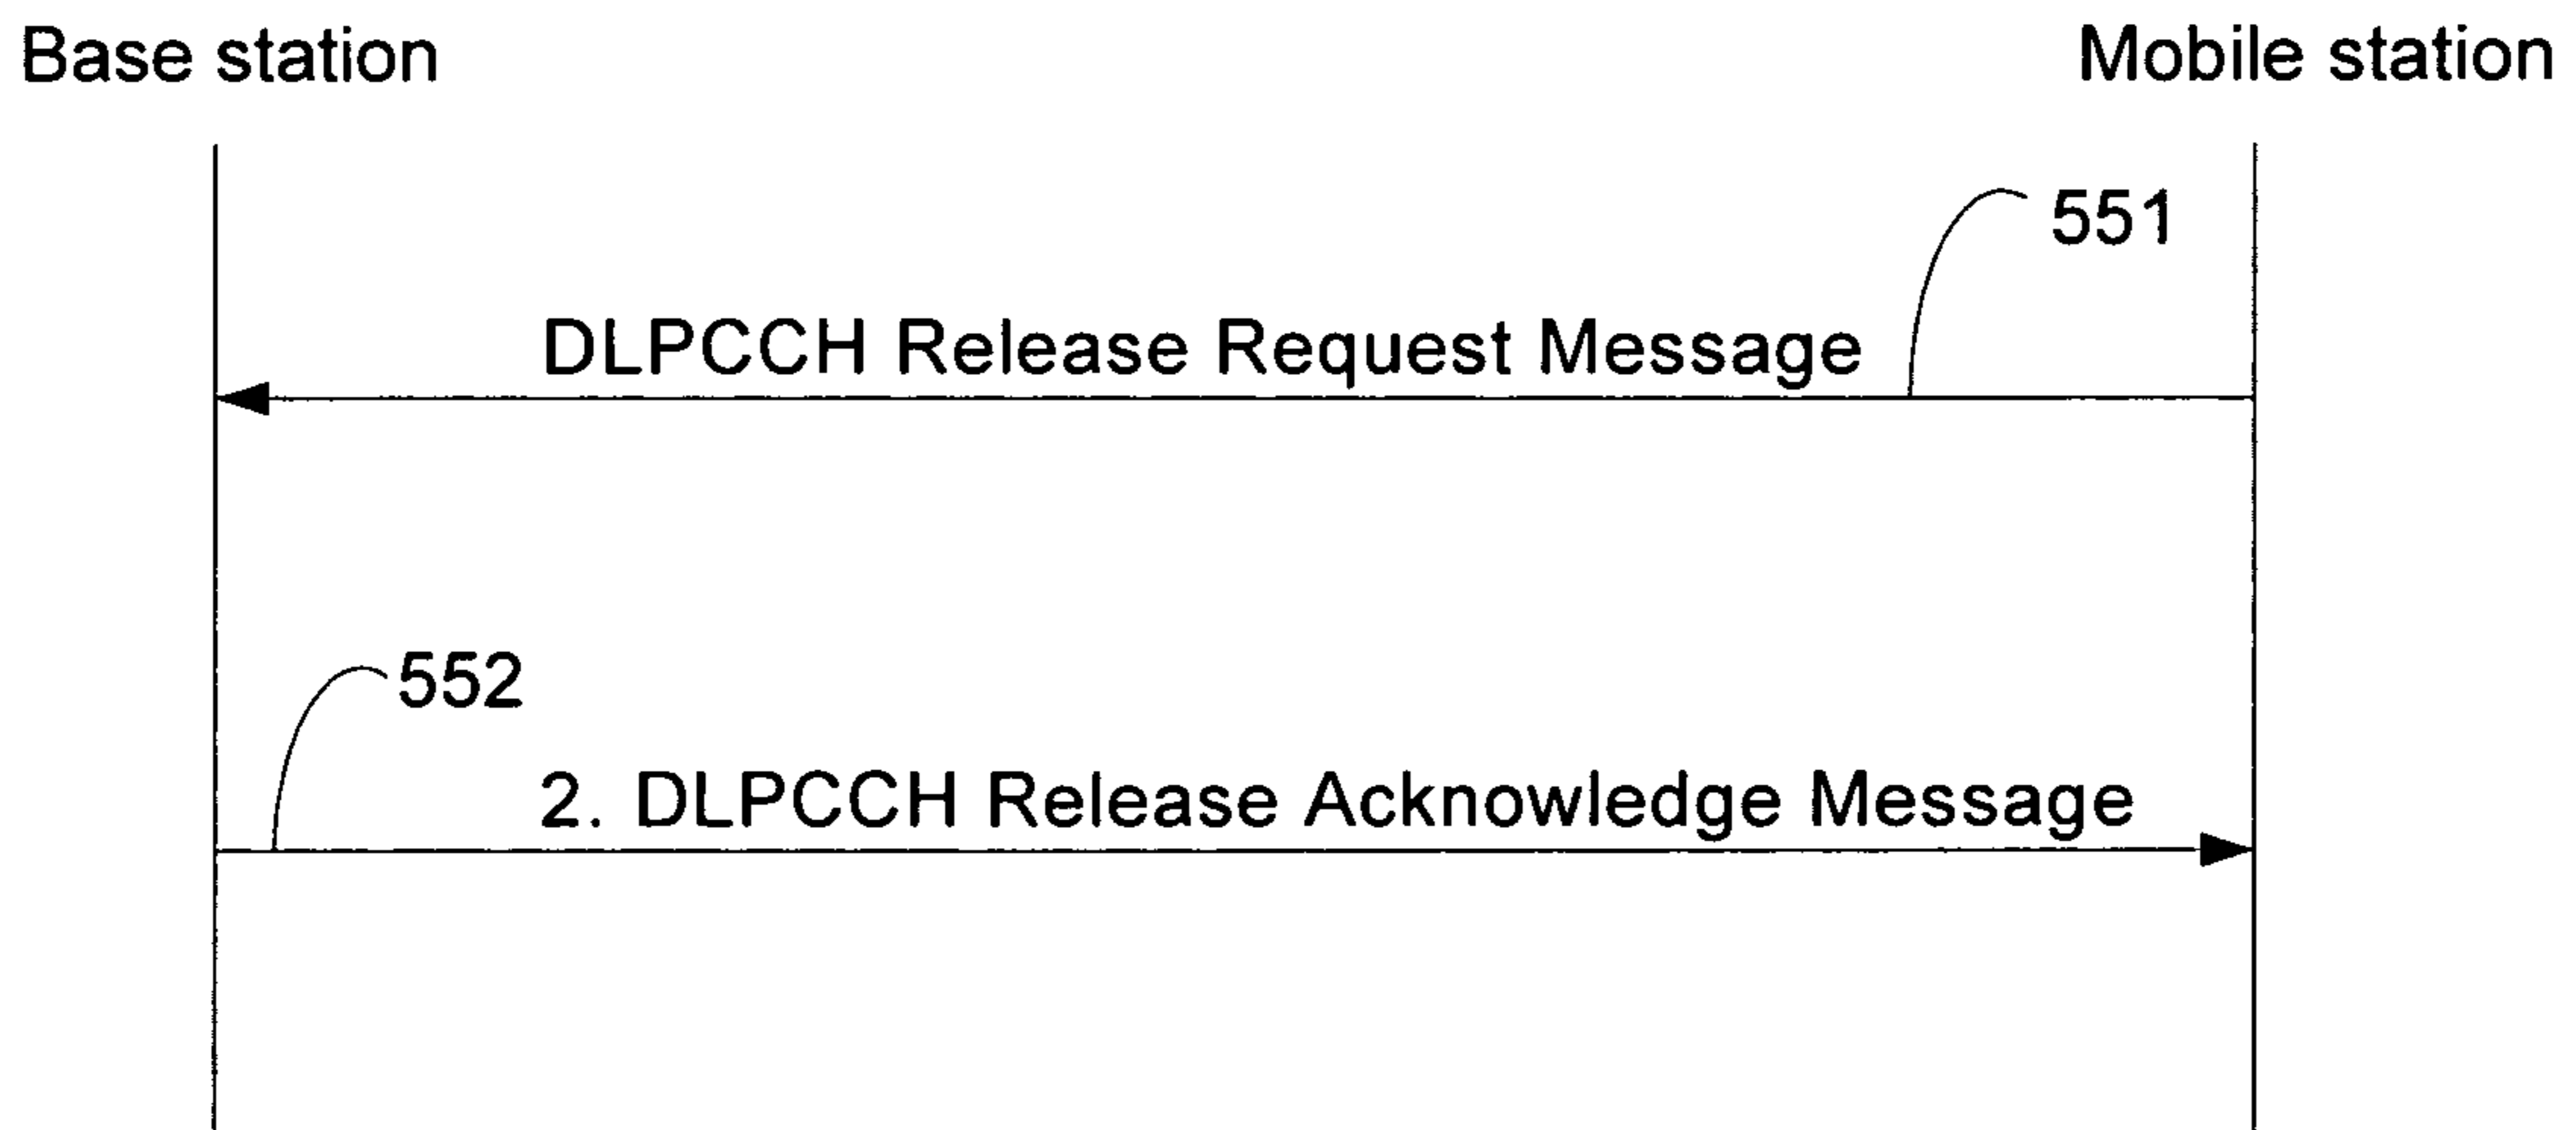 Base station
Mobile station
551
DLPCCH Release Request Message
552
2. DLPCCH Release Acknowledge Message